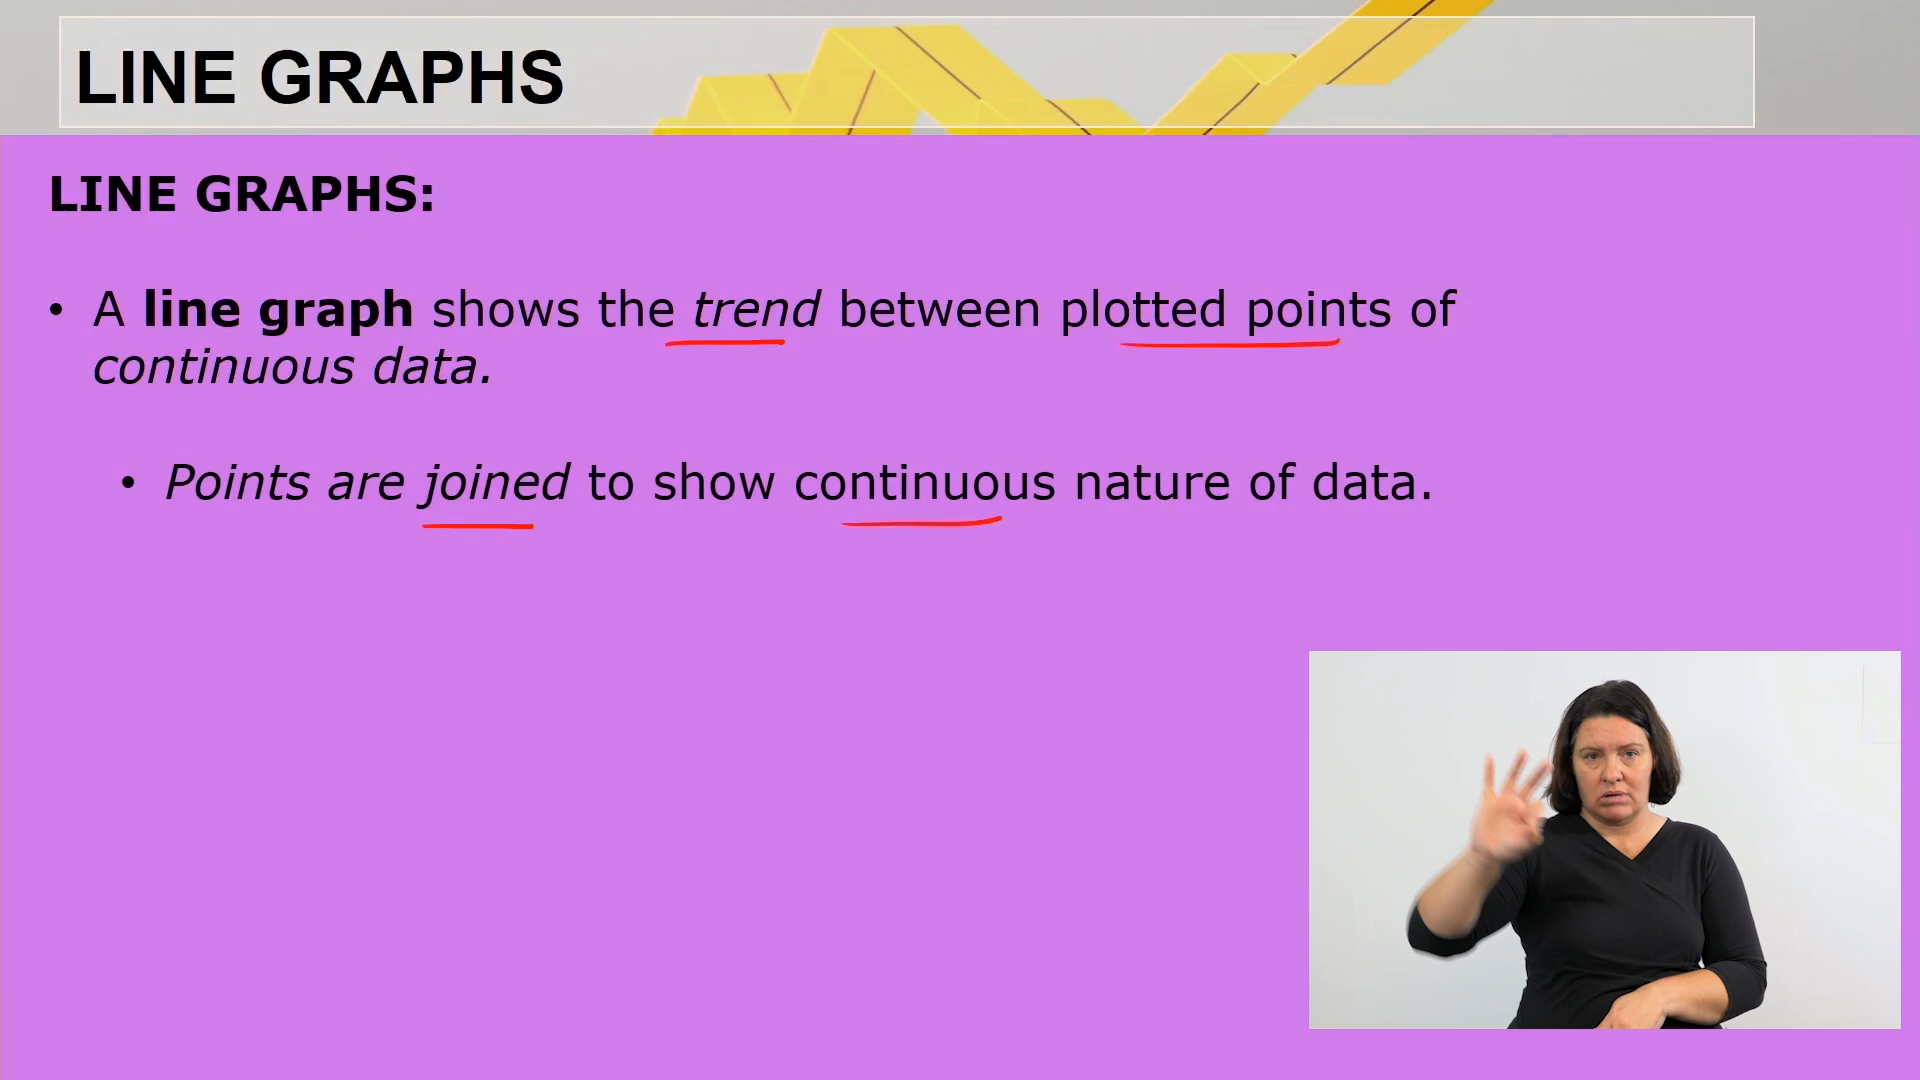 LINE GRAPHS
LINE GRAPHS:
• A line graph shows the trend between plotted points of
continuous data.
• Points are joined to show continuous nature of data.